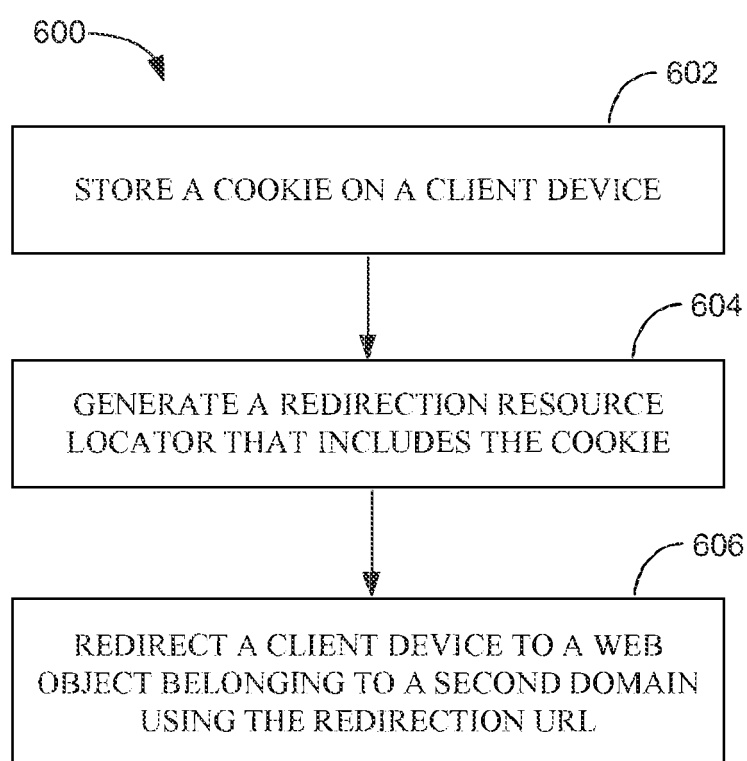 600
602
STORE A COOKIE ON A CLIENT DEVICE
604
GENERATE A REDIRECTION RESOURCE
LOCATOR THAT INCLUDES THE COOKIE
606
REDIRECT A CLIENT DEVICE TO A WEB
OBJECT BELONGING TO A SECOND DOMAIN
USING THE REDIRECTION URL